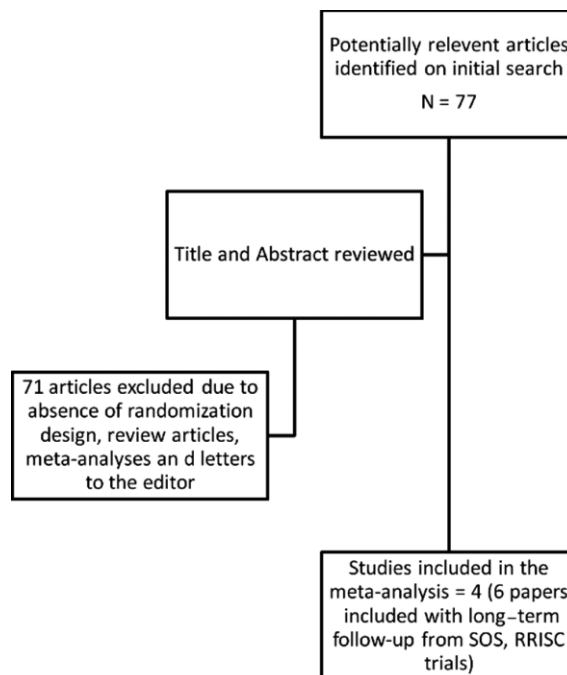 Potentially relevent articles
identified on initial search
N = 77
Title and Abstract reviewed
71 articles excluded due to
absence of randomization
design, review articles,
meta-analyses an d letters
to the editor
Studies included in the
meta-analysis = 4 (6 papers
included with long–term
follow-up from SOS, RRISC
trials)